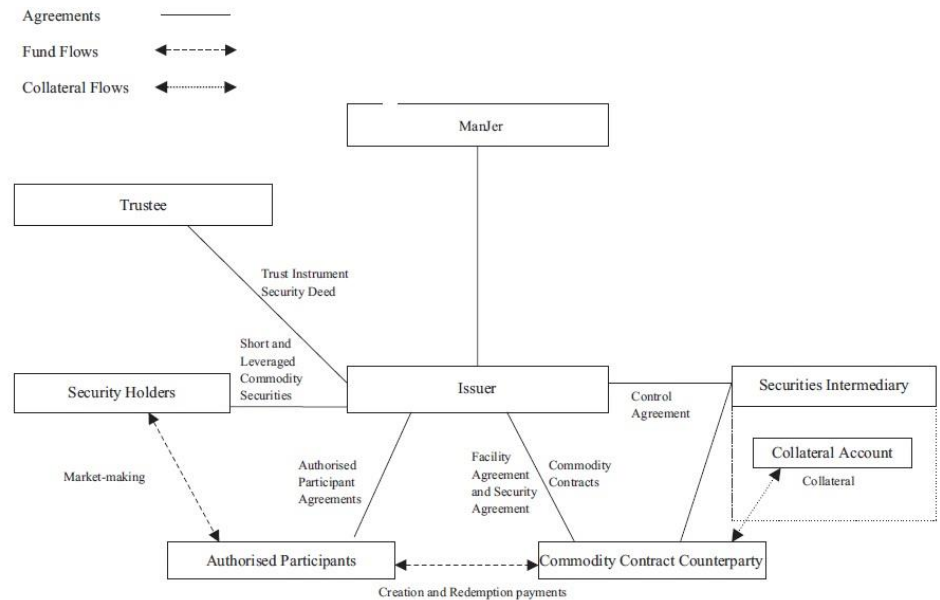 Agreements
Fund Flows
Collateral Flows
ManJer
Trustee
Trust Instrument
Security Deed
Short and
Leveraged
Commodity
Securities
Security Holders
Issuer
Securities Intermediary
Control
Agreement
Collateral Account
Collateral
Market-making
Authorised
Participant
Agreements
Facility
Agreement
and Security
Agreement
Commodity
Contracts
Authorised Participants
Commodity Contract Counterparty
Creation and Redemption payments